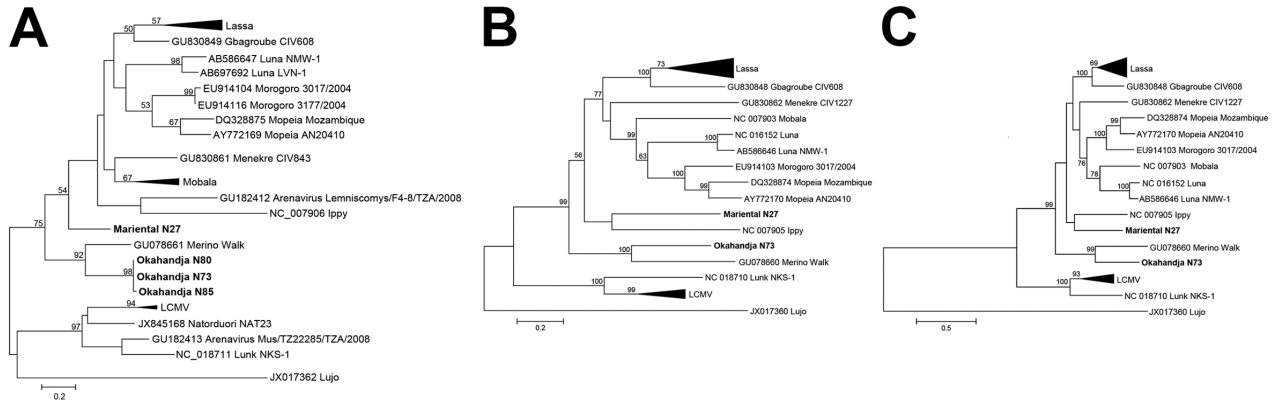 A
57
Lassa
50
GU830849 Gbagroube CIV608
AB586647 Luna NMW-1
98
AB697692 Luna LVN-1
EU914104 Morogoro 3017/2004
99
EU914116 Morogoro 3177/2004
53
DQ328875 Mopeia Mozambique
67
AY772169 Mopeia AN20410
GU830861 Menekre CIV843
67
Mobala
54
GU182412 Arenavirus Lemniscomys/F4-8/TZA/2008
NC_007906 Ippy
75
Mariental N27
GU078661 Merino Walk
92
Okahandja N80
98
Okahandja N73
Okahandja N85
94
LCMV
JX845168 Natorduori NAT23
97
GU182413 Arenavirus Mus/TZ22285/TZA/2008
NC_018711 Lunk NKS-1
JX017362 Lujo
0.2
B
73
Lassa
100
GU830848 Gbagroube CIV608
77
GU830862 Menekre CIV1227
NC 007903 Mobala
99
NC 016152 Luna
100
AB586646 Luna NMW-1
63
EU914103 Morogoro 3017/2004
100
DQ328874 Mopeia Mozambique
99
AY772170 Mopeia AN20410
56
Mariental N27
99
NC 007905 Ippy
Okahandja N73
100
GU078660 Merino Walk
NC 018710 Lunk NKS-1
100
99
LCMV
JX017360 Lujo
0.2
C
69
Lassa
100
GU830848 Gbagroube CIV608
GU830862 Menekre CIV1227
DQ328874 Mopeia Mozambique
99
AY772170 Mopeia AN20410
100
EU914103 Morogoro 3017/2004
76
NC 007903 Mobala
78
NC 016152 Luna
100
AB586646 Luna NMW-1
99
NC 007905 Ippy
Mariental N27
GU078660 Merino Walk
99
Okahandja N73
93
LCMV
100
NC 018710 Lunk NKS-1
JX017360 Lujo
0.5